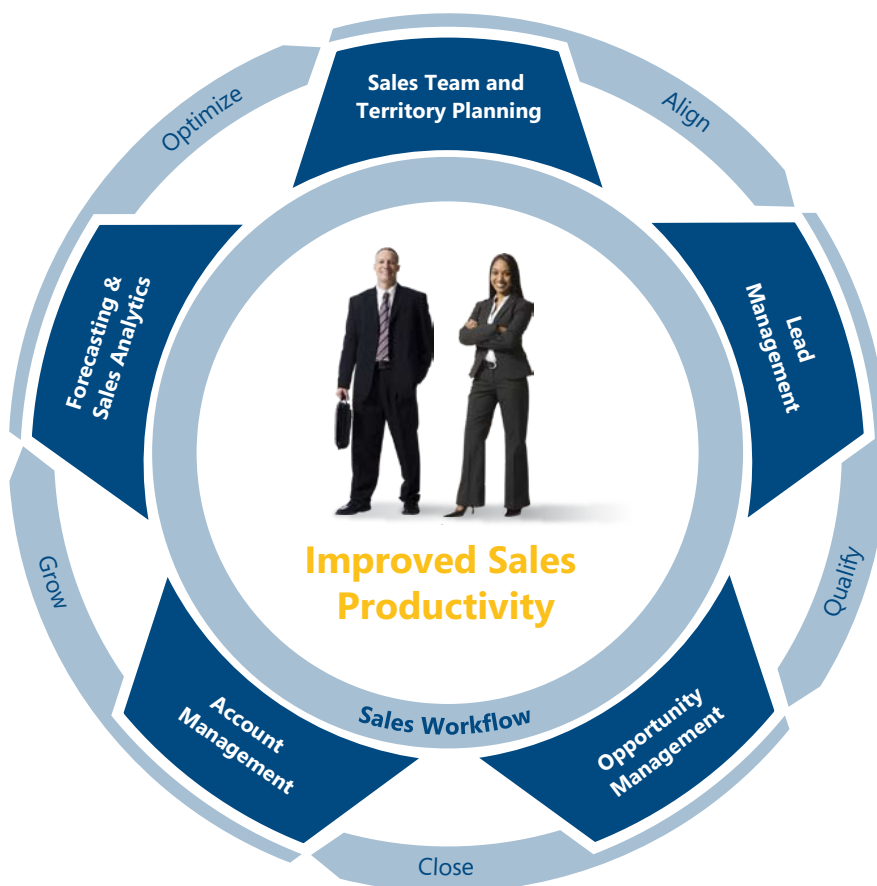 Sales Team and
Territory Planning
Align
Lead
Management
Qualify
Opportunity
Management
Close
Account
Management
Grow
Forecasting &
Sales Analytics
Optimize
Improved Sales
Productivity
Sales Workflow